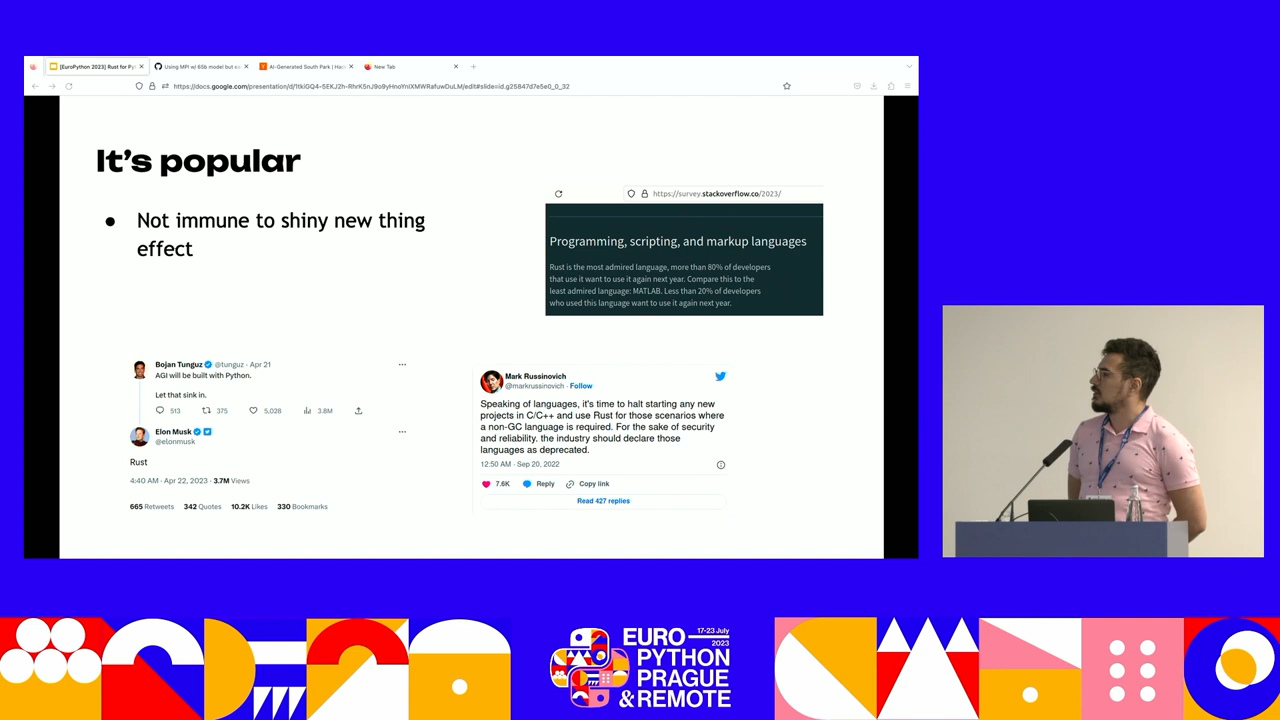 [EuroPython 2023] Rust for Py
Using MPI w/ 65b model but ea
AI-Generated South Park | Hac
New Tab
https://docs.google.com/presentation/d/
It's popular
● Not immune to shiny new thing
effect
https://survey.stackoverflow.co/2023/
Programming, scripting, and markup languages
Rust is the most admired language, more than 80% of developers
that use it want to use it again next year. Compare this to the
least admired language: MATLAB. Less than 20% of developers
who used this language want to use it again next year.
Bojan Tunguz @tunguz · Apr 21
AGI will be built with Python.
Let that sink in.
513 375 5,028 3.8M
Elon Musk
@elonmusk
Rust
4:40 AM · Apr 22, 2023 · 3.7M Views
665 Retweets 342 Quotes 10.2K Likes 330 Bookmarks
Mark Russinovich
@markrussinovich · Follow
Speaking of languages, it's time to halt starting any new
projects in C/C++ and use Rust for those scenarios where
a non-GC language is required. For the sake of security
and reliability. the industry should declare those
languages as deprecated.
12:50 AM · Sep 20, 2022
7.6K Reply Copy link
Read 427 replies
17-23 July
2023
EURO
PYTHON
PRAGUE
& REMOTE